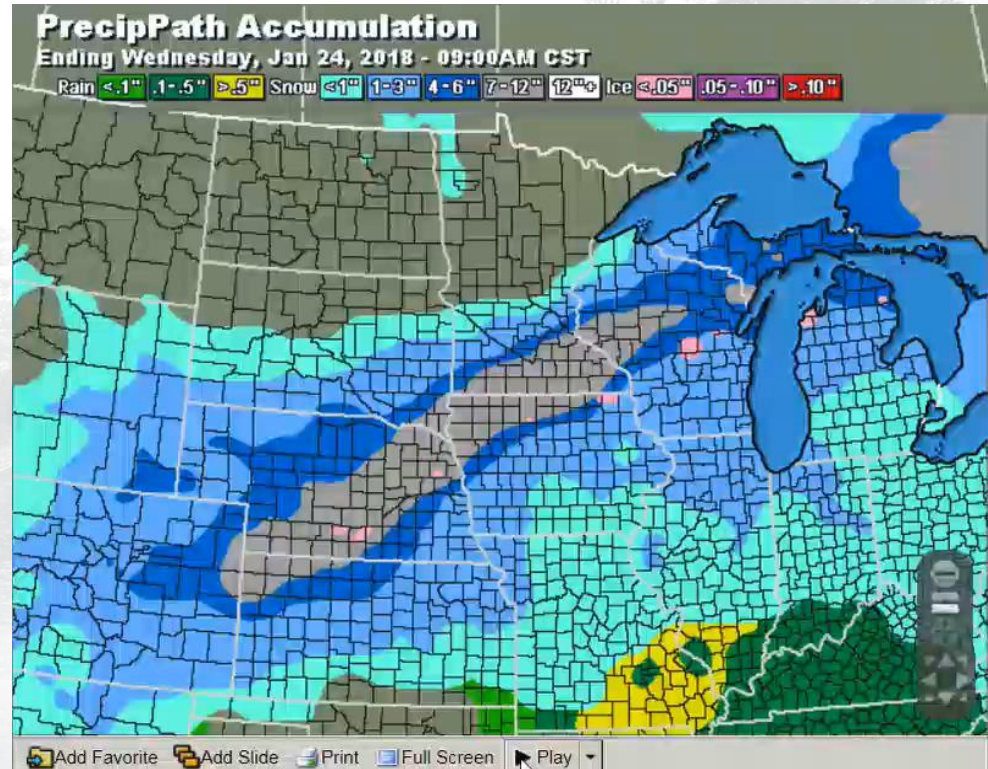 PrecipPath Accumulation
Ending Wednesday, Jan 24, 2018 - 09:00AM CST
Rain <.1" .1-.5" >.5" Snow <1" 1-3" 4-6" 7-12" 12"+ Ice <.05" .05-.10" >.10"
Add Favorite Add Slide Print Full Screen Play